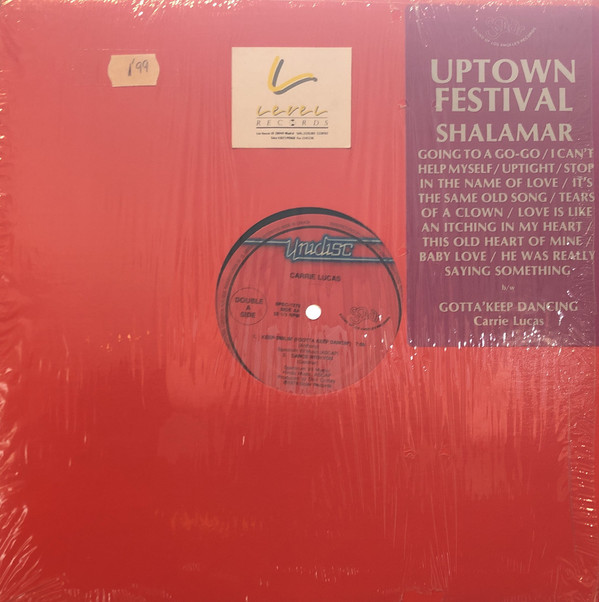 199
Level
RECORDS
UPTOWN
FESTIVAL
SHALAMAR
GOING TO A GO-GO / I CAN'T
HELP MYSELF / UPTIGHT / STOP
IN THE NAME OF LOVE / IT'S
THE SAME OLD SONG / TEARS
OF A CLOWN / LOVE IS LIKE
AN ITCHING IN MY HEART /
THIS OLD HEART OF MINE /
BABY LOVE / HE WAS REALLY
SAYING SOMETHING
b/w
GOTTA' KEEP DANCING
Carrie Lucas
Unidisc
CARRIE LUCAS
DOUBLE
A
SIDE